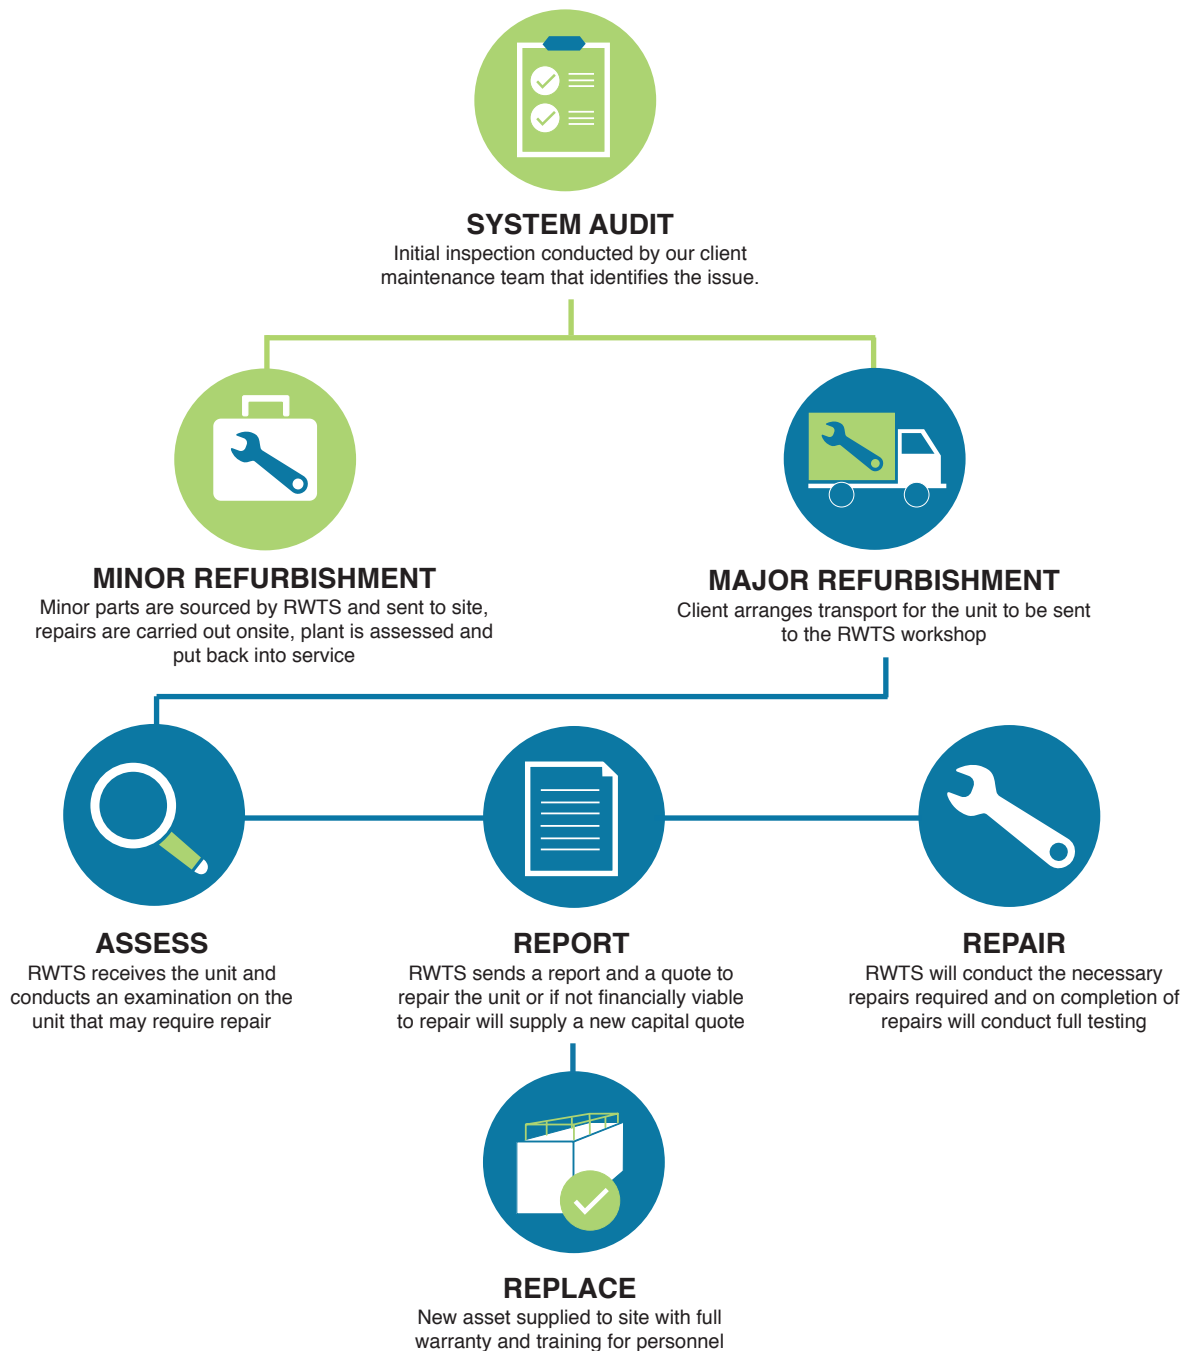 SYSTEM AUDIT
Initial inspection conducted by our client
maintenance team that identifies the issue.
MINOR REFURBISHMENT
Minor parts are sourced by RWTS and sent to site,
repairs are carried out onsite, plant is assessed and
put back into service
MAJOR REFURBISHMENT
Client arranges transport for the unit to be sent
to the RWTS workshop
ASSESS
RWTS receives the unit and
conducts an examination on the
unit that may require repair
REPORT
RWTS sends a report and a quote to
repair the unit or if not financially viable
to repair will supply a new capital quote
REPAIR
RWTS will conduct the necessary
repairs required and on completion of
repairs will conduct full testing
REPLACE
New asset supplied to site with full
warranty and training for personnel